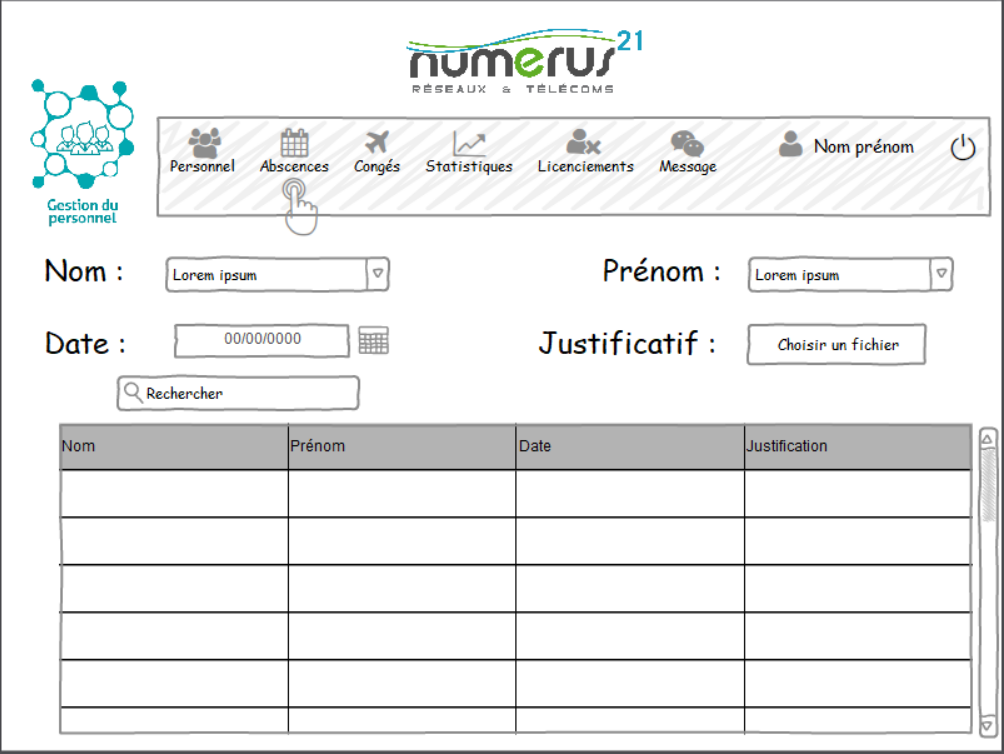 numerus 21
RÉSEAUX & TÉLÉCOMS
Gestion du
personnel
Personnel Abscences Congés Statistiques Licenciements Message Nom prénom
Nom : Lorem ipsum Prénom : Lorem ipsum
Date : 00/00/0000 Justificatif : Choisir un fichier
Rechercher
Nom Prénom Date Justification